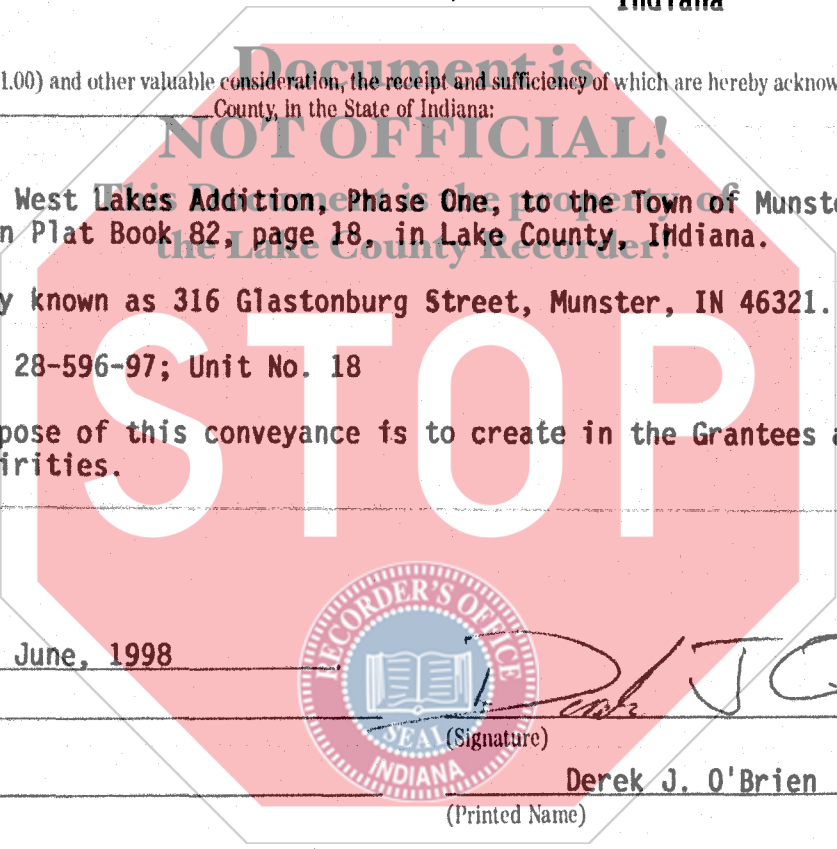 Indiana
Document is
1.00) and other valuable consideration, the receipt and sufficiency of which are hereby acknow
County, in the State of Indiana:
NOT OFFICIAL!
This Document is the property of
West Lakes Addition, Phase One, to the Town of Munste
the Lake County Recorder!
n Plat Book 82, page 18, in Lake County, Indiana.
y known as 316 Glastonburg Street, Munster, IN 46321.
28-596-97; Unit No. 18
STOP
pose of this conveyance is to create in the Grantees a
irities.
RECORDER'S OFFICE
SEAL
INDIANA
June, 1998
(Signature)
Derek J. O'Brien
(Printed Name)